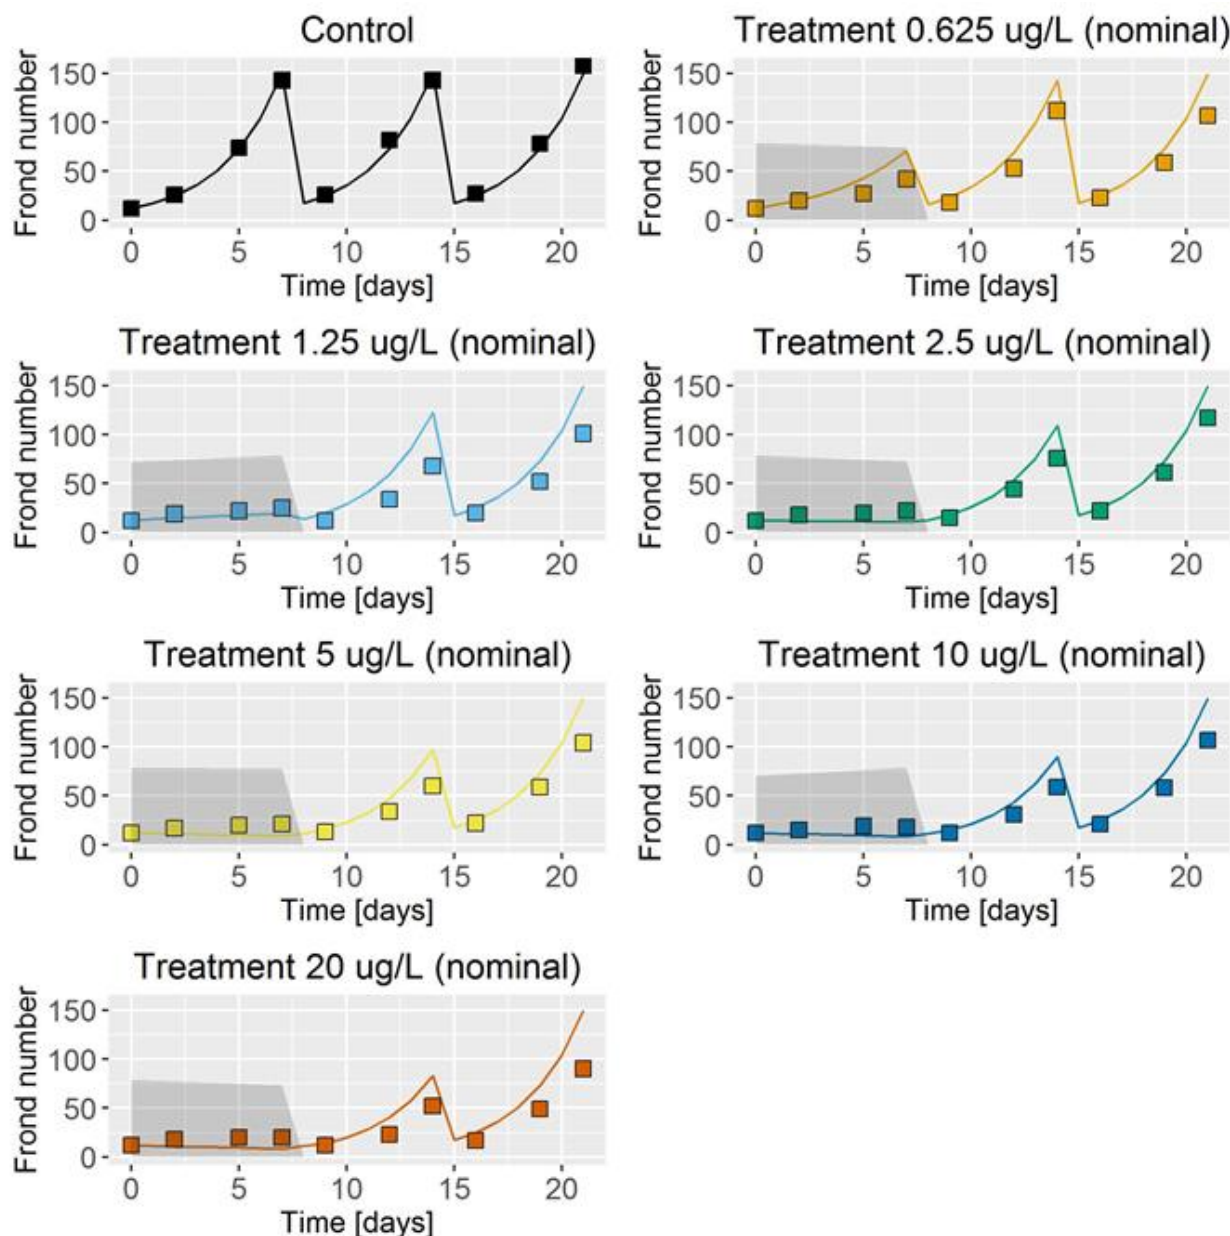 Control
Frond number
150
100
50
0
0 5 10 15 20
Time [days]
Treatment 0.625 ug/L (nominal)
Frond number
150
100
50
0
0 5 10 15 20
Time [days]
Treatment 1.25 ug/L (nominal)
Frond number
150
100
50
0
0 5 10 15 20
Time [days]
Treatment 2.5 ug/L (nominal)
Frond number
150
100
50
0
0 5 10 15 20
Time [days]
Treatment 5 ug/L (nominal)
Frond number
150
100
50
0
0 5 10 15 20
Time [days]
Treatment 10 ug/L (nominal)
Frond number
150
100
50
0
0 5 10 15 20
Time [days]
Treatment 20 ug/L (nominal)
Frond number
150
100
50
0
0 5 10 15 20
Time [days]